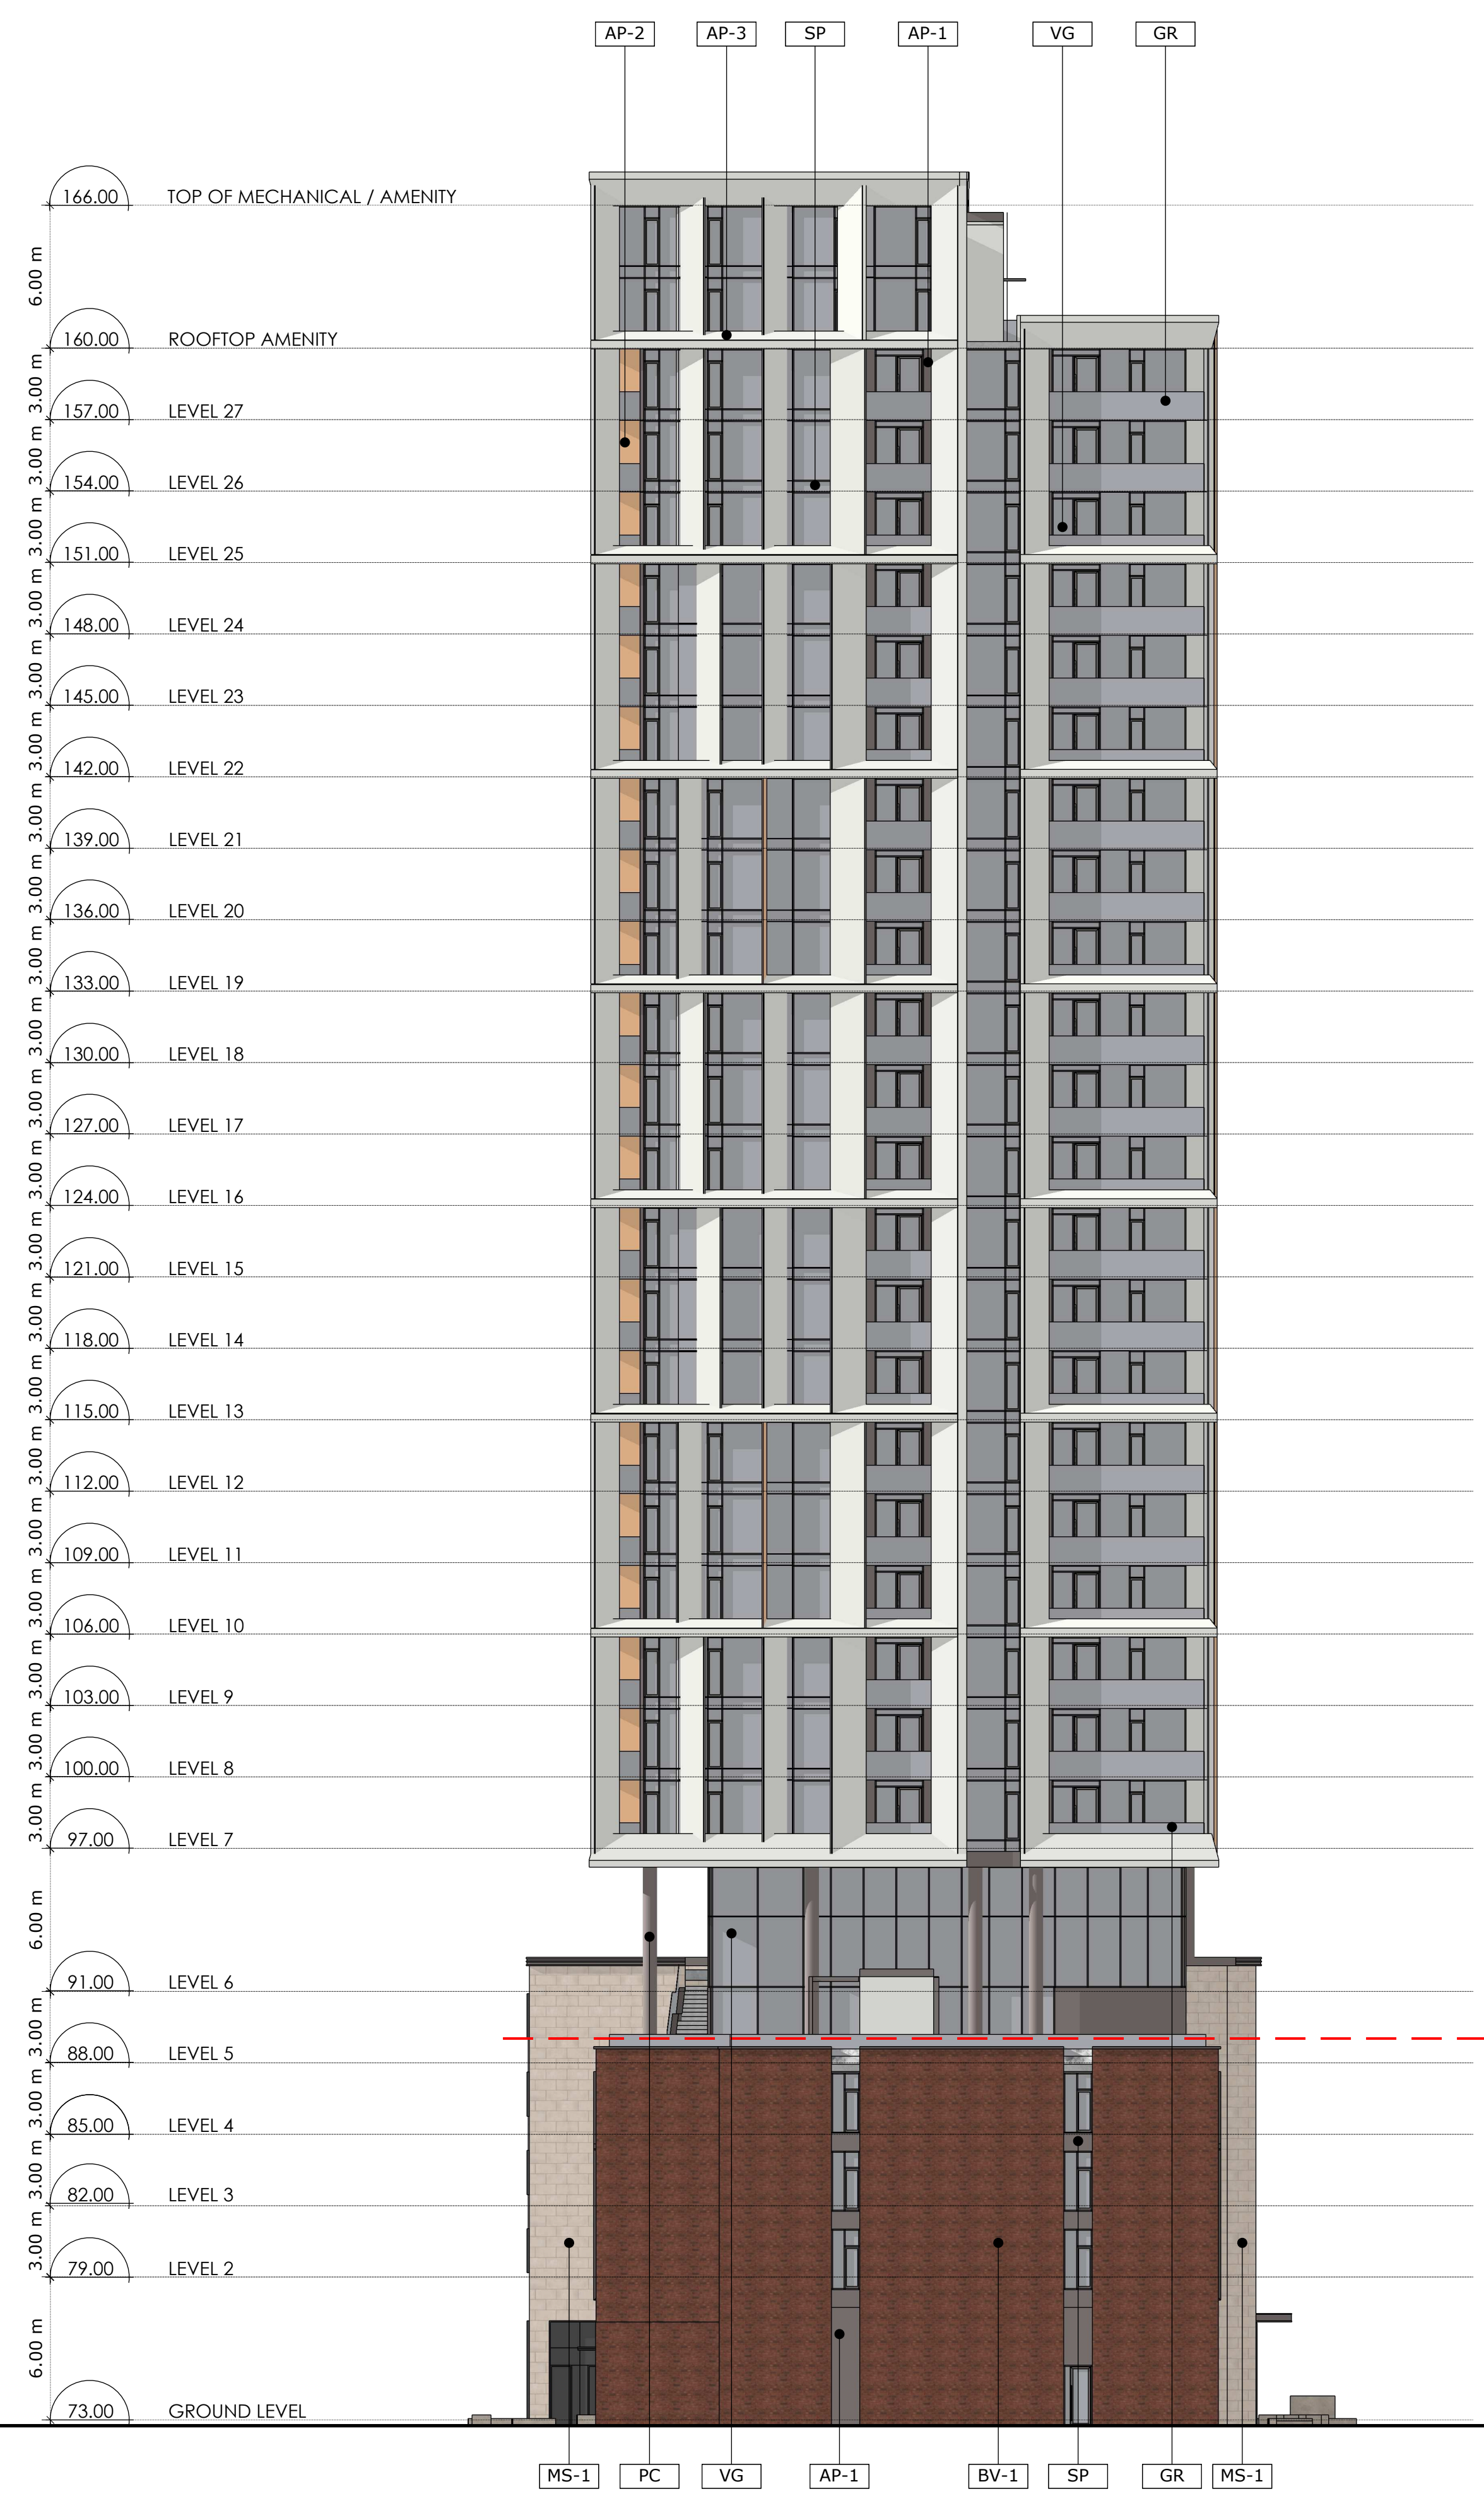 AP-2 AP-3 SP AP-1 VG GR
166.00 TOP OF MECHANICAL / AMENITY
6.00 m
160.00 ROOFTOP AMENITY
3.00 m
157.00 LEVEL 27
3.00 m
154.00 LEVEL 26
3.00 m
151.00 LEVEL 25
3.00 m
148.00 LEVEL 24
3.00 m
145.00 LEVEL 23
3.00 m
142.00 LEVEL 22
3.00 m
139.00 LEVEL 21
3.00 m
136.00 LEVEL 20
3.00 m
133.00 LEVEL 19
3.00 m
130.00 LEVEL 18
3.00 m
127.00 LEVEL 17
3.00 m
124.00 LEVEL 16
3.00 m
121.00 LEVEL 15
3.00 m
118.00 LEVEL 14
3.00 m
115.00 LEVEL 13
3.00 m
112.00 LEVEL 12
3.00 m
109.00 LEVEL 11
3.00 m
106.00 LEVEL 10
3.00 m
103.00 LEVEL 9
3.00 m
100.00 LEVEL 8
3.00 m
97.00 LEVEL 7
6.00 m
91.00 LEVEL 6
3.00 m
88.00 LEVEL 5
3.00 m
85.00 LEVEL 4
3.00 m
82.00 LEVEL 3
3.00 m
79.00 LEVEL 2
6.00 m
73.00 GROUND LEVEL
MS-1 PC VG AP-1 BV-1 SP GR MS-1